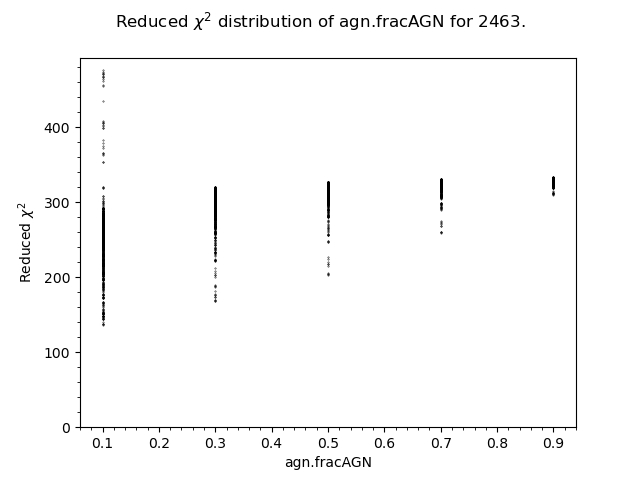 Reduced χ² distribution of agn.fracAGN for 2463.
400
300
200
100
0
Reduced χ²
0.1 0.2 0.3 0.4 0.5 0.6 0.7 0.8 0.9
agn.fracAGN